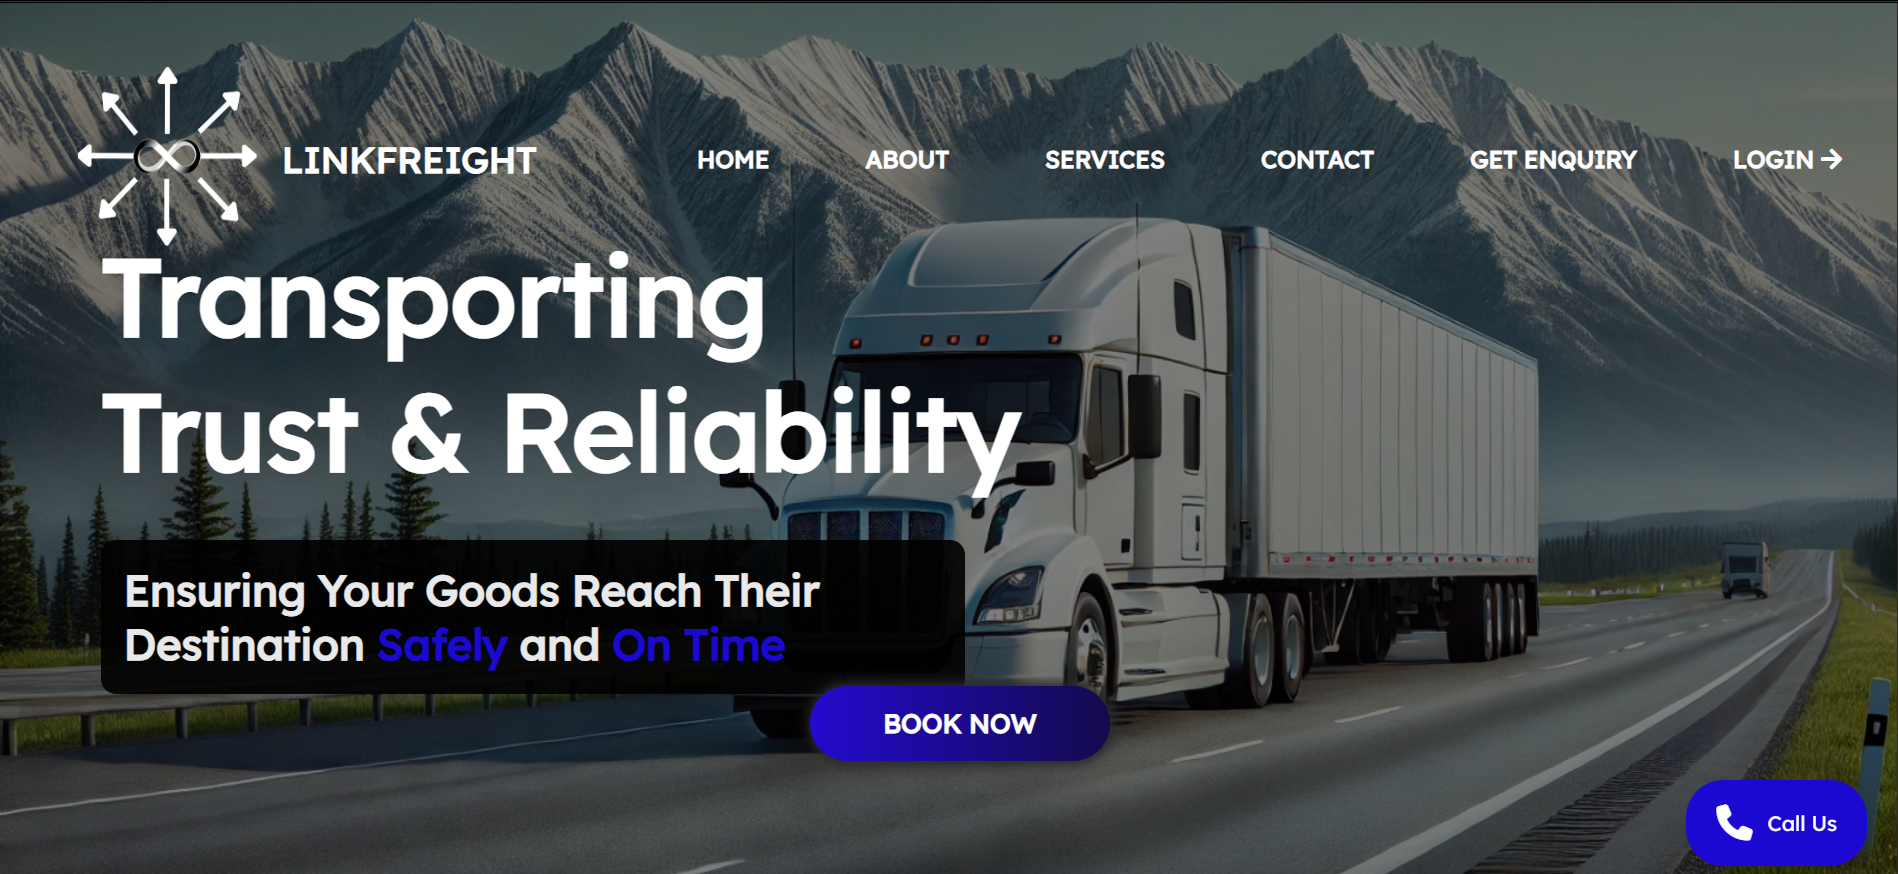 LINKFREIGHT
HOME
ABOUT
SERVICES
CONTACT
GET ENQUIRY
LOGIN →
Transporting
Trust & Reliability
Ensuring Your Goods Reach Their
Destination Safely and On Time
BOOK NOW
Call Us